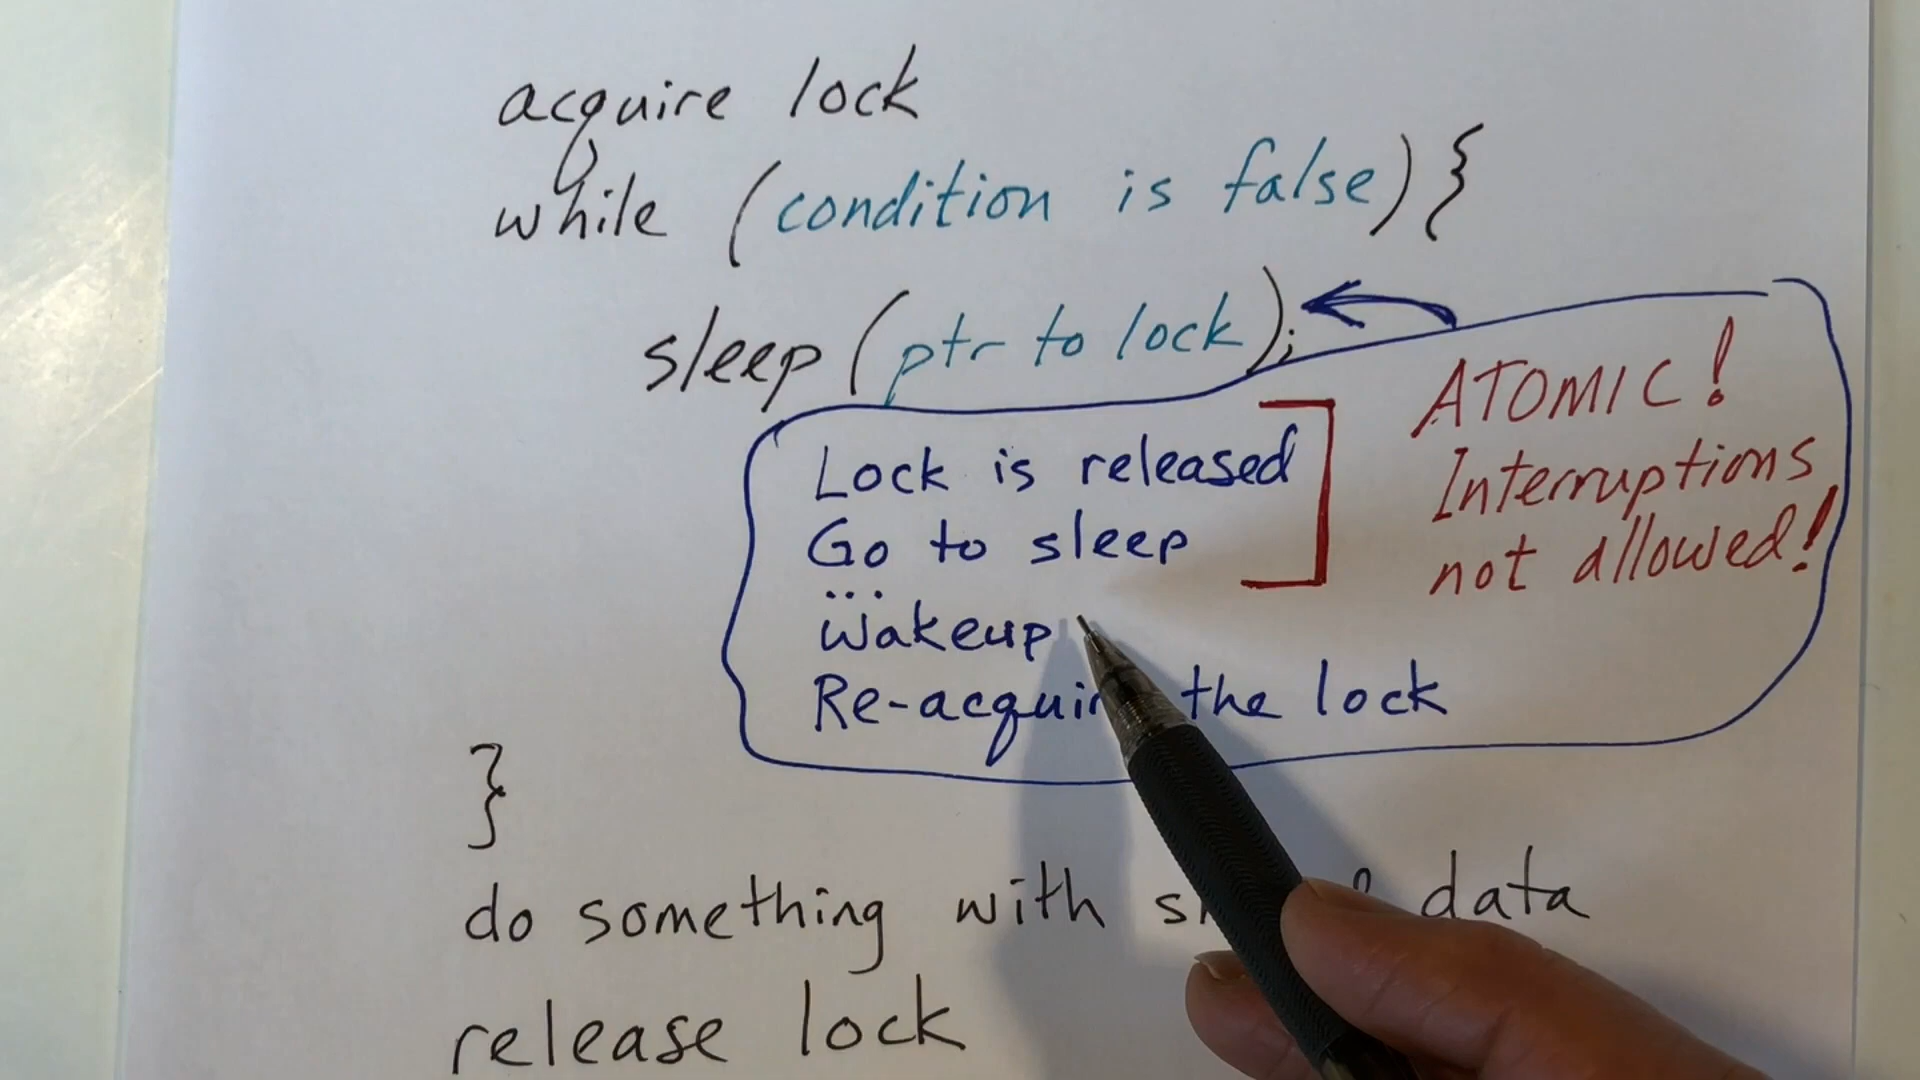 acquire lock
while (condition is false) {
sleep (ptr to lock);
Lock is released
Go to sleep
...
Wakeup
the lock
ATOMIC!
Interruptions
not allowed!
}
do something with data
release lock